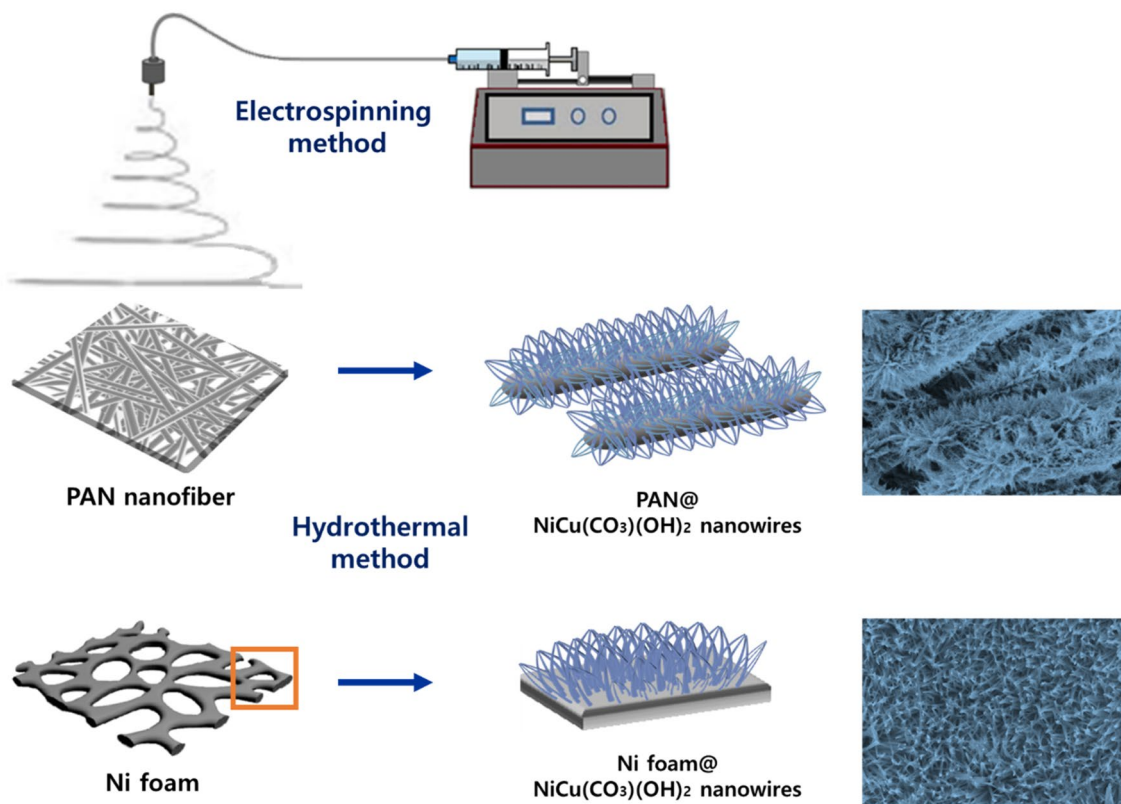 Electrospinning
method
PAN nanofiber
PAN@
NiCu(CO₃)(OH)₂ nanowires
Hydrothermal
method
Ni foam
Ni foam@
NiCu(CO₃)(OH)₂ nanowires